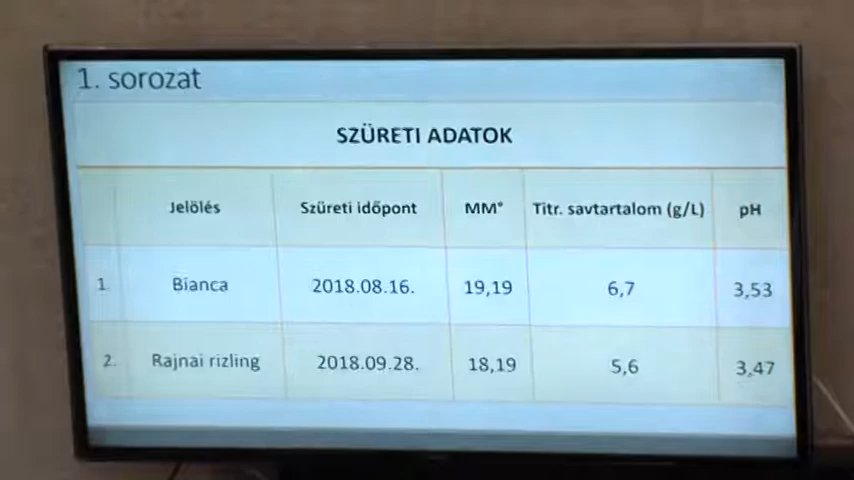 1. sorozat
SZÜRETI ADATOK
Jelölés Szüreti időpont MM° Titr. savtartalom (g/L) pH
1. Bianca 2018.08.16. 19,19 6,7 3,53
2. Rajnai rizling 2018.09.28. 18,19 5,6 3,47